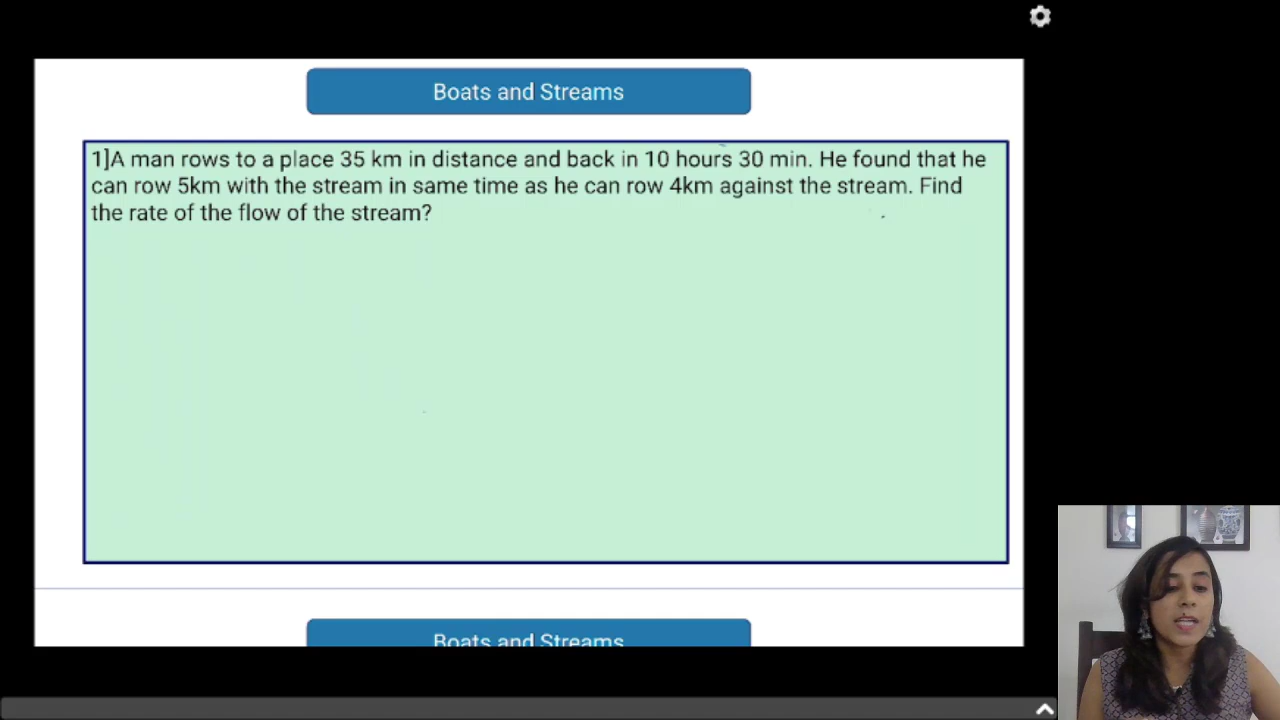 Boats and Streams
1]A man rows to a place 35 km in distance and back in 10 hours 30 min. He found that he
can row 5km with the stream in same time as he can row 4km against the stream. Find
the rate of the flow of the stream?
Boats and Streams